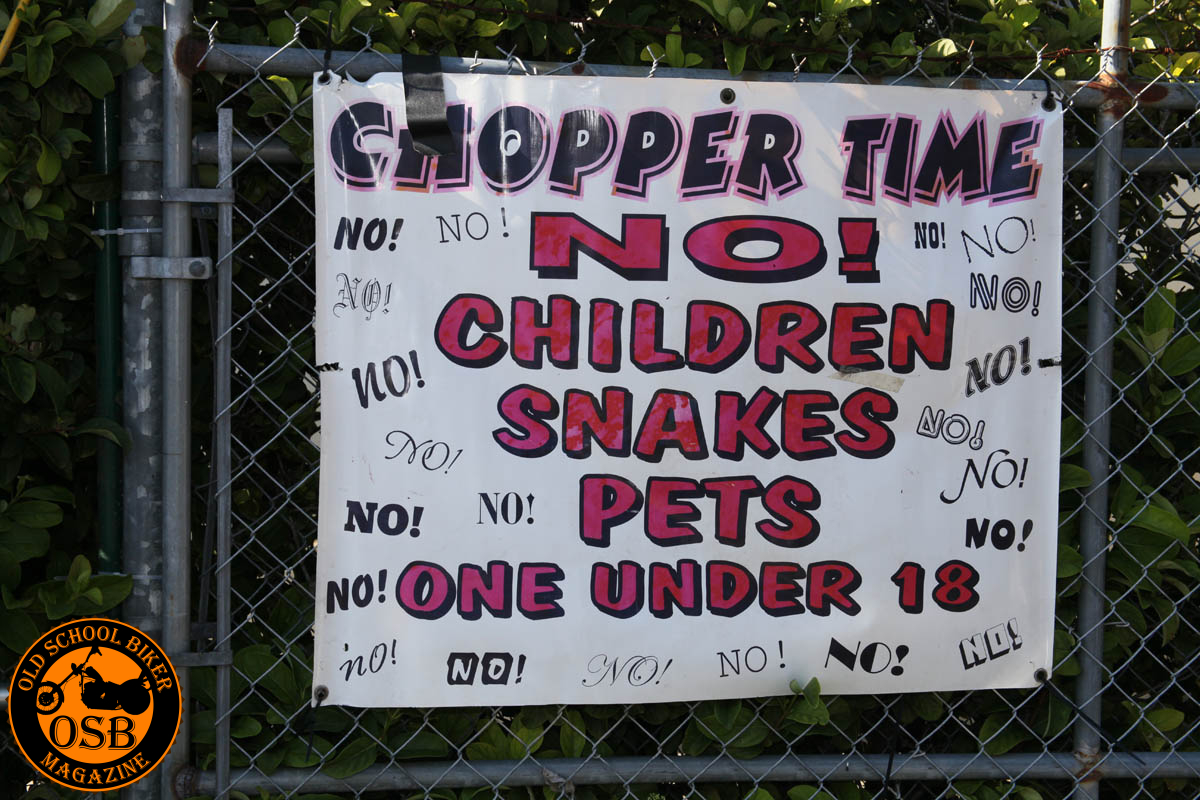 CHOPPER TIME
NO! NO! NO! NO! NO!
NO! NO!
CHILDREN
NO! NO!
SNAKES
NO! NO!
PETS
NO!
NO! NO! NO!
NO! ONE UNDER 18
no! NO! NO! NO! NO! NO!
OLD SCHOOL BIKER
OSB
MAGAZINE